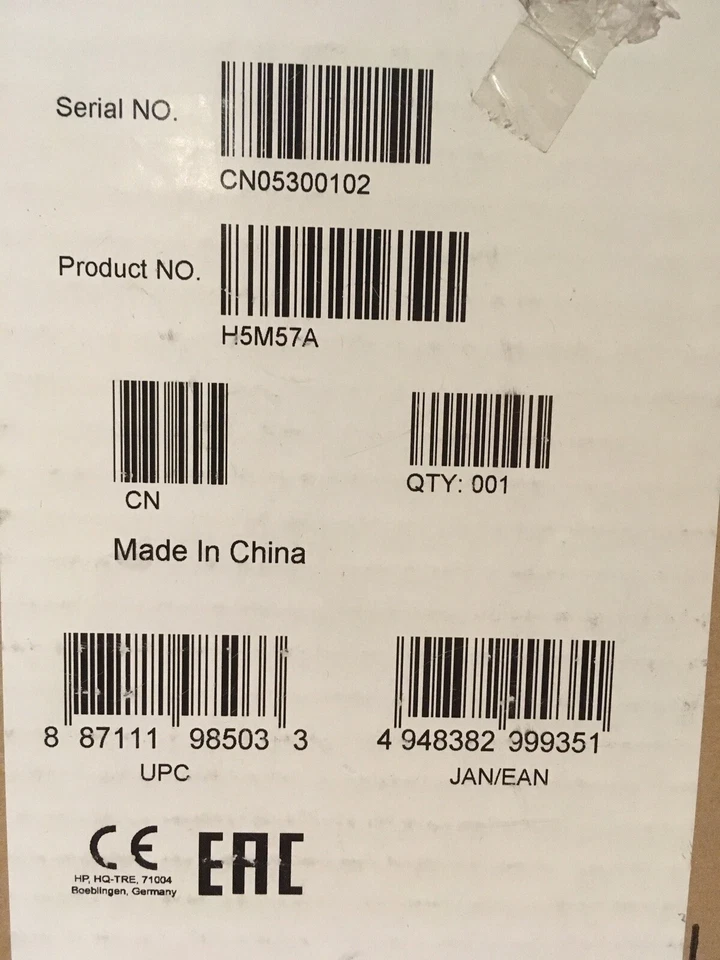 Serial NO.
CN05300102
Product NO.
H5M57A
CN
QTY: 001
Made In China
8 87111 98503 3
UPC
4 948382 999351
JAN/EAN
CE
HP, HQ-TRE, 71004
Boeblingen, Germany
EAC